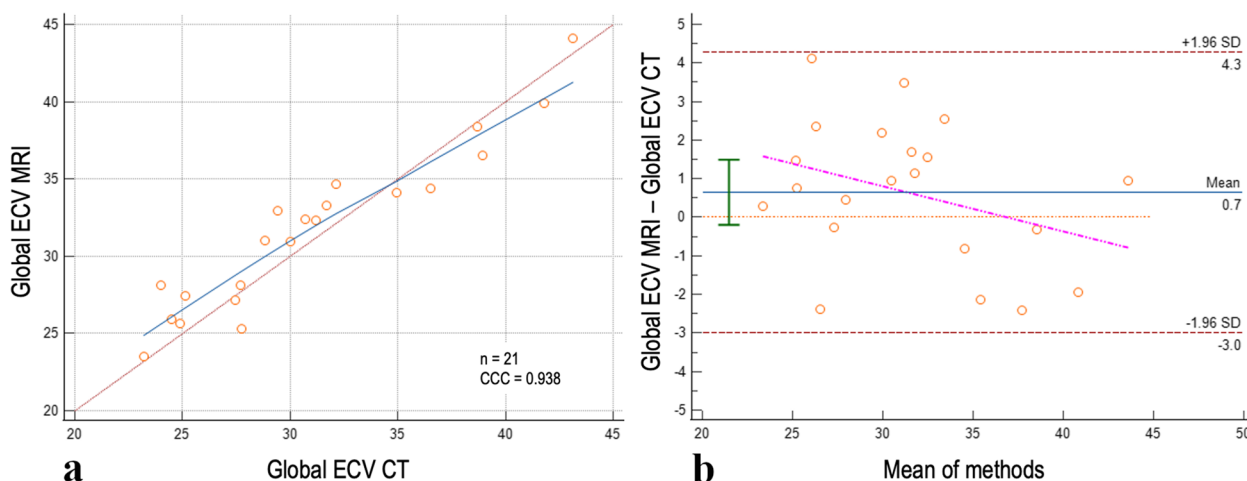 45
40
35
30
25
20
Global ECV MRI
n = 21
CCC = 0.938
20 25 30 35 40 45
Global ECV CT
a
5
4
3
2
1
0
-1
-2
-3
-4
-5
Global ECV MRI – Global ECV CT
+1.96 SD
4.3
Mean
0.7
-1.96 SD
-3.0
20 25 30 35 40 45 50
Mean of methods
b